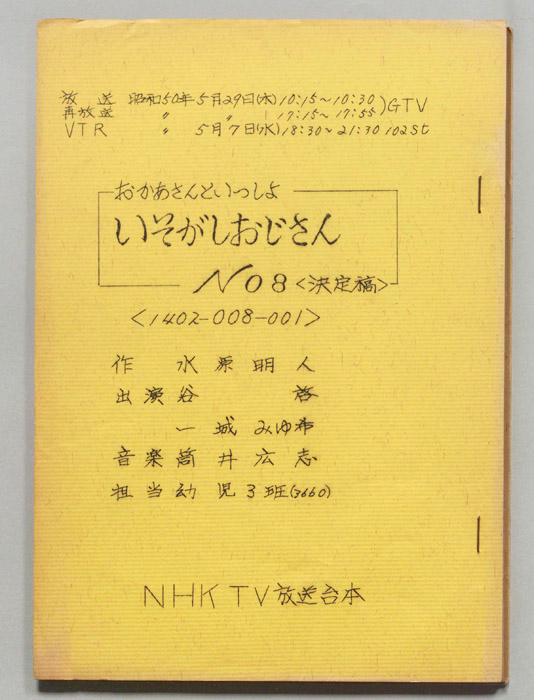 放送 昭和50年5月29日(木)10:15~10:30)GTV
再放送 〃 〃 17:15~17:55
VTR 〃 5月7日(水)18:30~21:30 102St
おかあさんといっしょ
いそがしおじさん
No8<決定稿>
<1402-008-001>
作 水原明人
出演 谷 啓
一城みゆ希
音楽 筒井広志
担当 幼児3班(3660)
NHK TV 放送台本